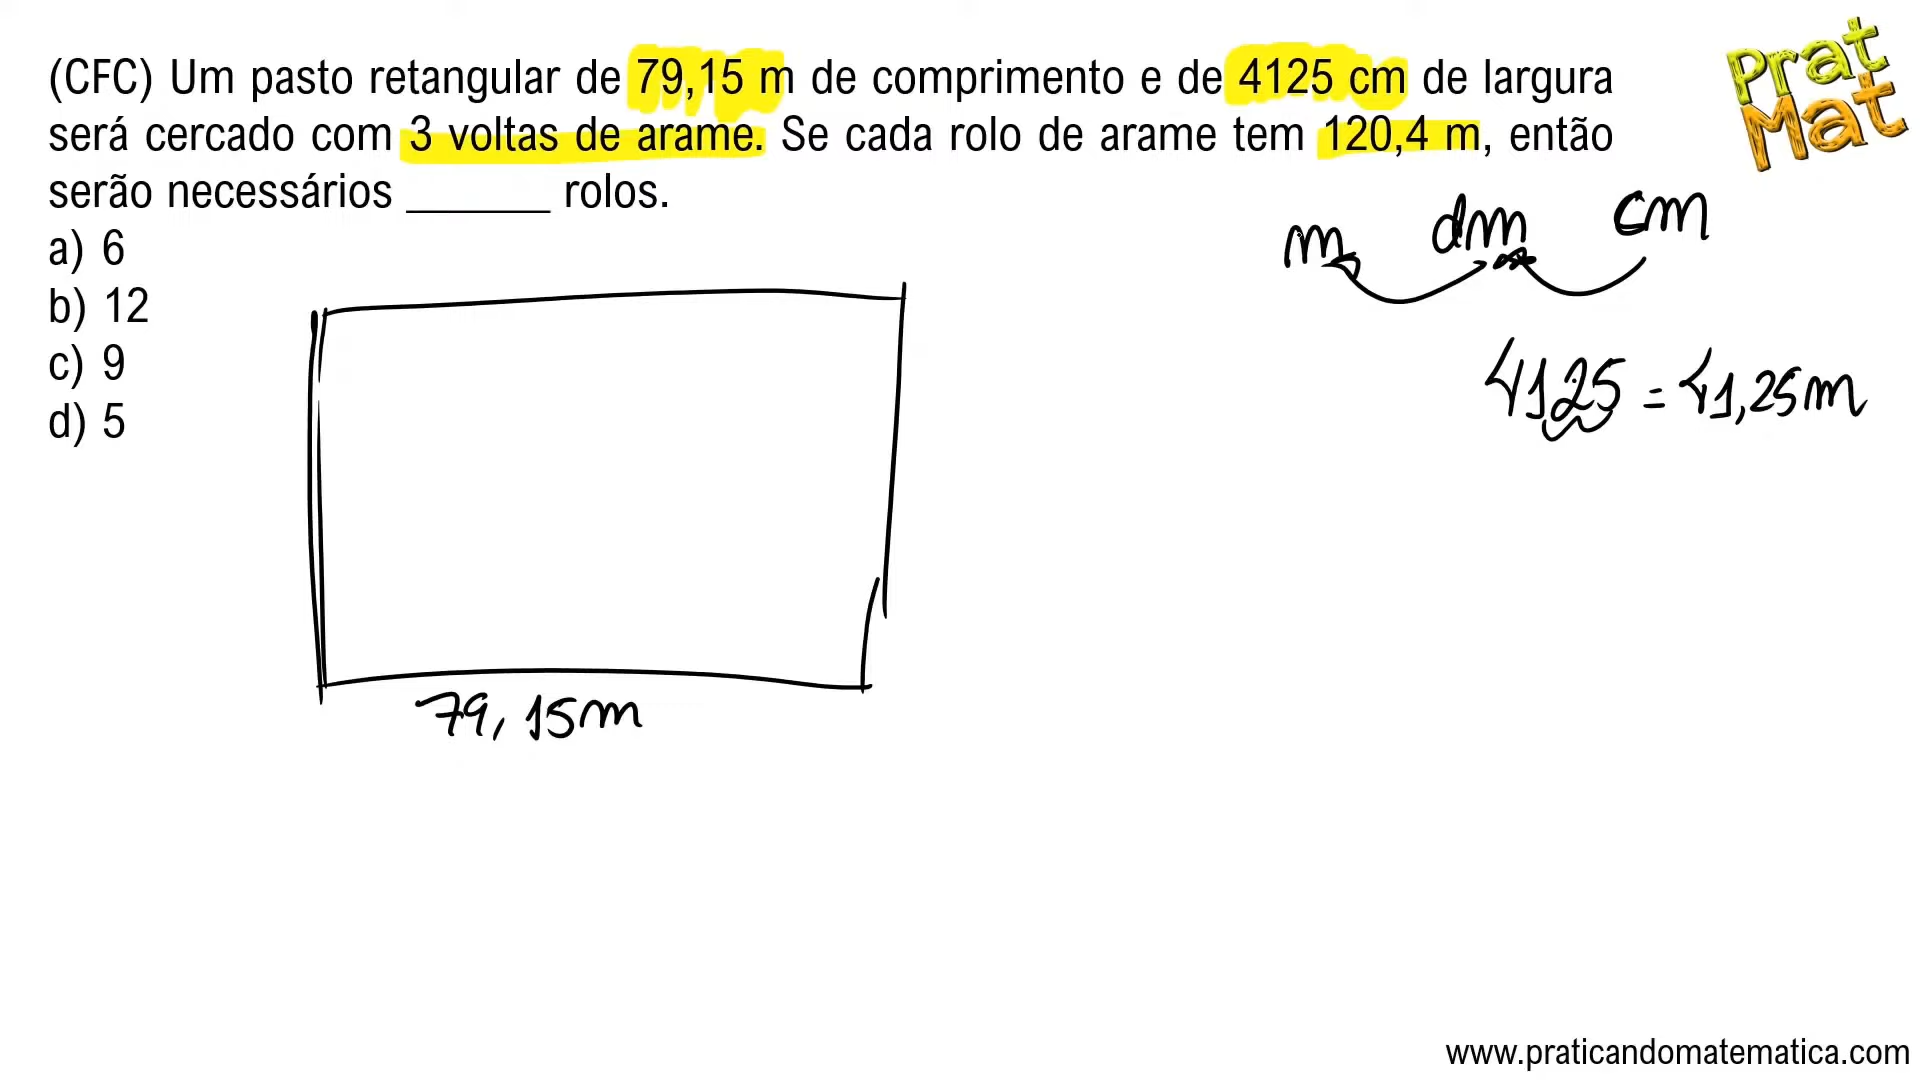 (CFC) Um pasto retangular de 79,15 m de comprimento e de 4125 cm de largura
será cercado com 3 voltas de arame. Se cada rolo de arame tem 120,4 m, então
serão necessários ______ rolos.
a) 6
b) 12
c) 9
d) 5
Prat
Mat
m dm cm
4125 = 41,25m
79,15m
www.praticandomatematica.com